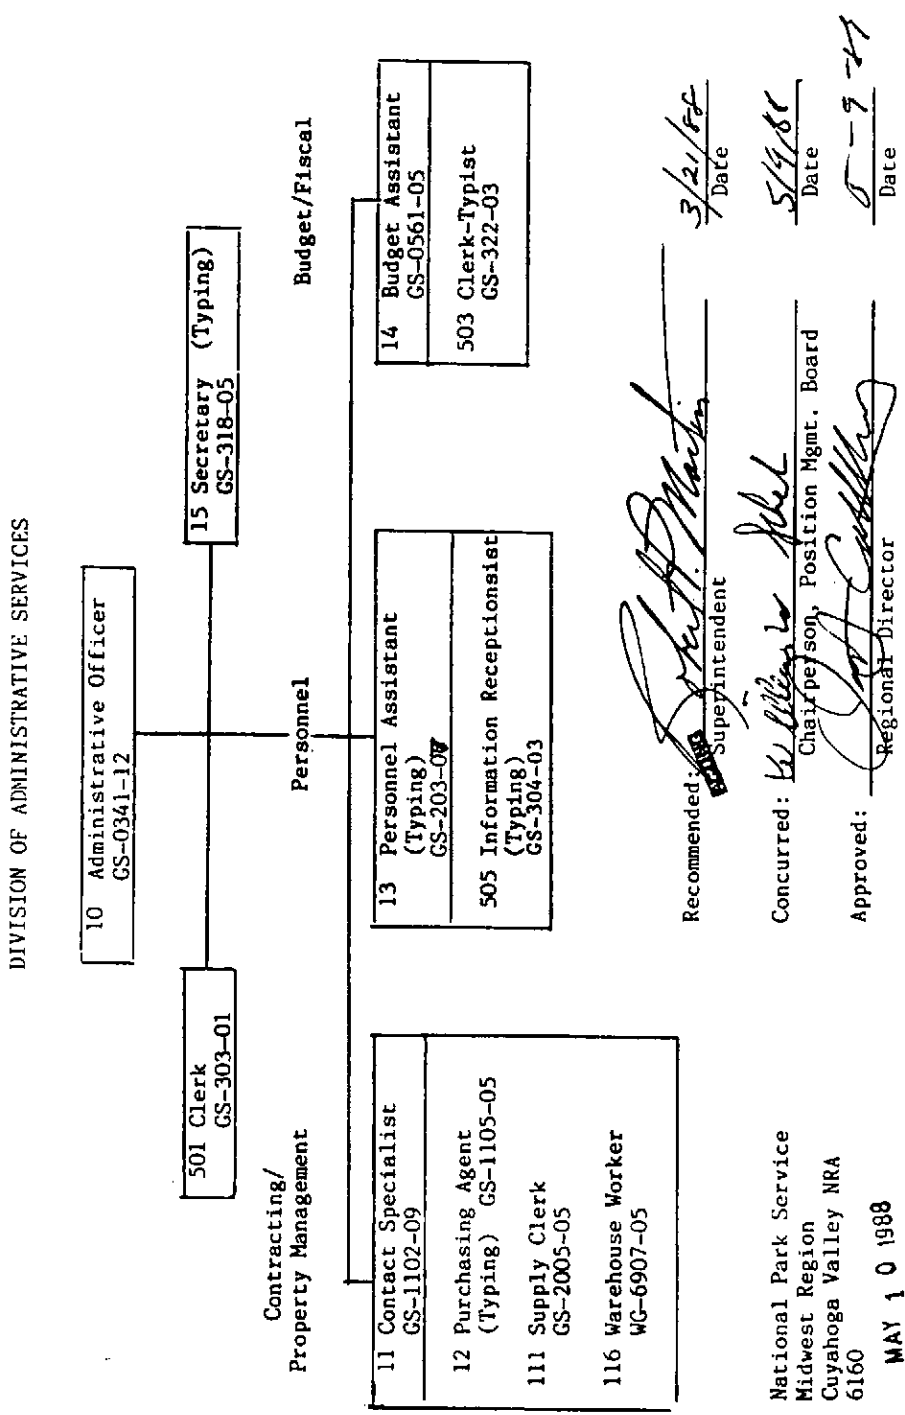 DIVISION OF ADMINISTRATIVE SERVICES
10 Administrative Officer
GS-0341-12
501 Clerk
GS-303-01
15 Secretary (Typing)
GS-318-05
Contracting/
Property Management
Personnel
Budget/Fiscal
11 Contact Specialist
GS-1102-09
12 Purchasing Agent
(Typing) GS-1105-05
111 Supply Clerk
GS-2005-05
116 Warehouse Worker
WG-6907-05
13 Personnel Assistant
(Typing)
GS-203-
505 Information Receptionsist
(Typing)
GS-304-03
14 Budget Assistant
GS-0561-05
503 Clerk-Typist
GS-322-03
National Park Service
Midwest Region
Cuyahoga Valley NRA
6160
MAY 10 1988
Recommended: 3/21/88
Superintendent Date
Concurred: 5/9/88
Chairperson, Position Mgmt. Board Date
Approved:
Regional Director Date